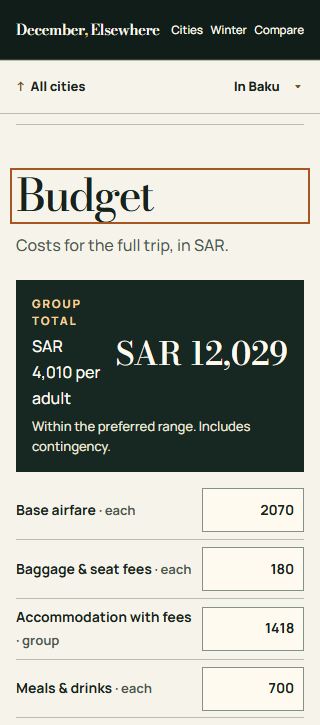 December, Elsewhere Cities Winter Compare
↑ All cities In Baku
Budget
Costs for the full trip, in SAR.
GROUP
TOTAL
SAR
4,010 per
adult
SAR 12,029
Within the preferred range. Includes
contingency.
Base airfare · each 2070
Baggage & seat fees · each 180
Accommodation with fees
· group 1418
Meals & drinks · each 700